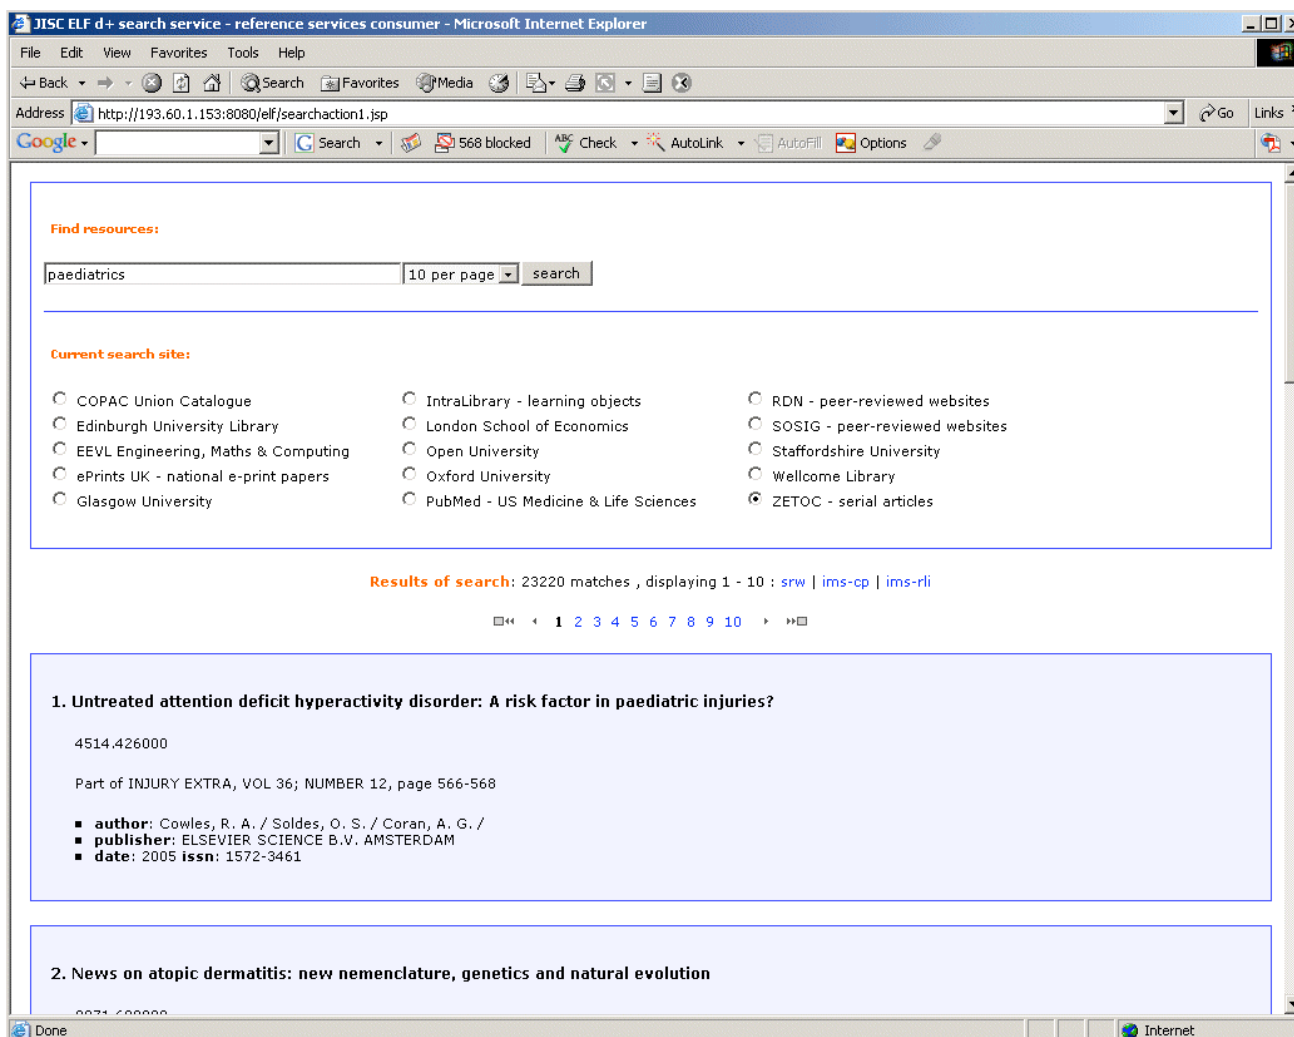 JISC ELF d+ search service - reference services consumer - Microsoft Internet Explorer
File Edit View Favorites Tools Help
Back Search Favorites Media
Address http://193.60.1.153:8080/elf/searchaction1.jsp Go Links
Google Search 568 blocked ABC Check AutoLink AutoFill Options
Find resources:
paediatrics 10 per page search
Current search site:
COPAC Union Catalogue IntraLibrary - learning objects RDN - peer-reviewed websites
Edinburgh University Library London School of Economics SOSIG - peer-reviewed websites
EEVL Engineering, Maths & Computing Open University Staffordshire University
ePrints UK - national e-print papers Oxford University Wellcome Library
Glasgow University PubMed - US Medicine & Life Sciences ZETOC - serial articles
Results of search: 23220 matches , displaying 1 - 10 : srw | ims-cp | ims-rli
1 2 3 4 5 6 7 8 9 10
1. Untreated attention deficit hyperactivity disorder: A risk factor in paediatric injuries?
4514.426000
Part of INJURY EXTRA, VOL 36; NUMBER 12, page 566-568
author: Cowles, R. A. / Soldes, O. S. / Coran, A. G. /
publisher: ELSEVIER SCIENCE B.V. AMSTERDAM
date: 2005 issn: 1572-3461
2. News on atopic dermatitis: new nemenclature, genetics and natural evolution
Done Internet